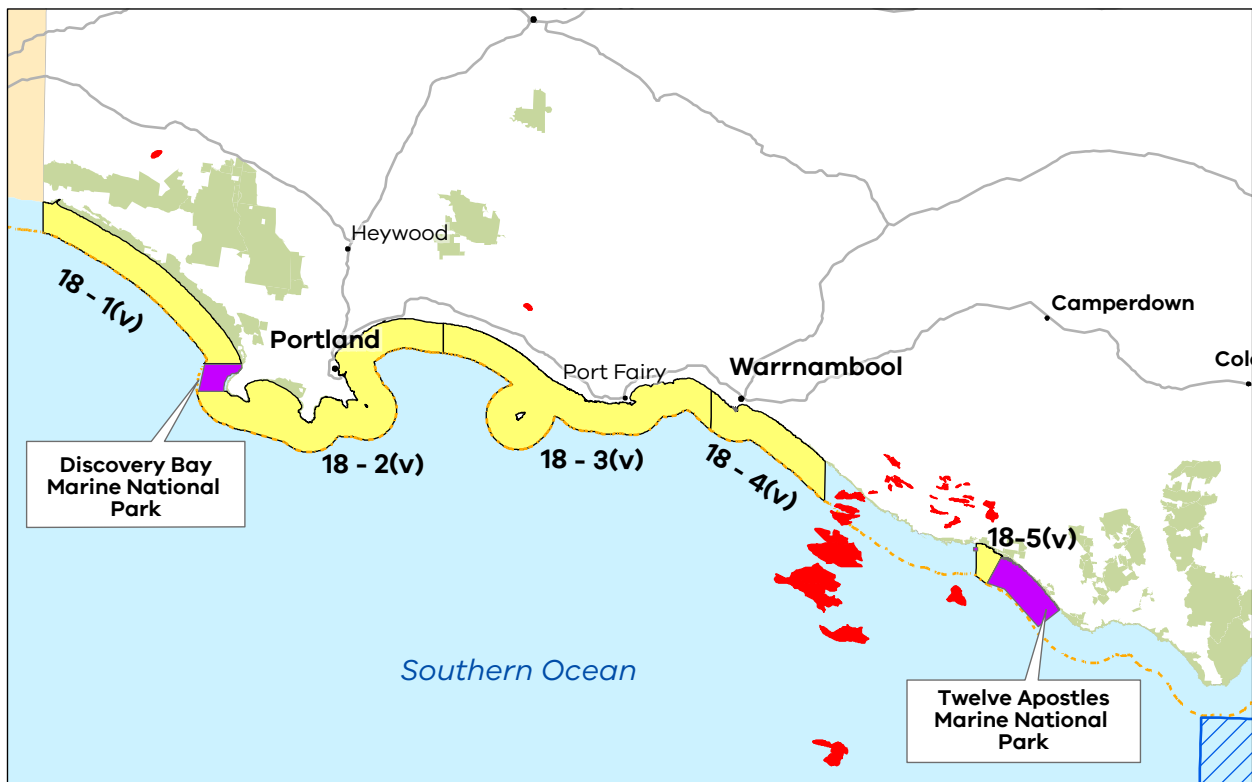 Heywood
18 - 1(v)
Camperdown
Portland
Colo
Port Fairy
Warrnambool
Discovery Bay
Marine National
Park
18 - 2(v)
18 - 3(v)
18 - 4(v)
18-5(v)
Southern Ocean
Twelve Apostles
Marine National
Park